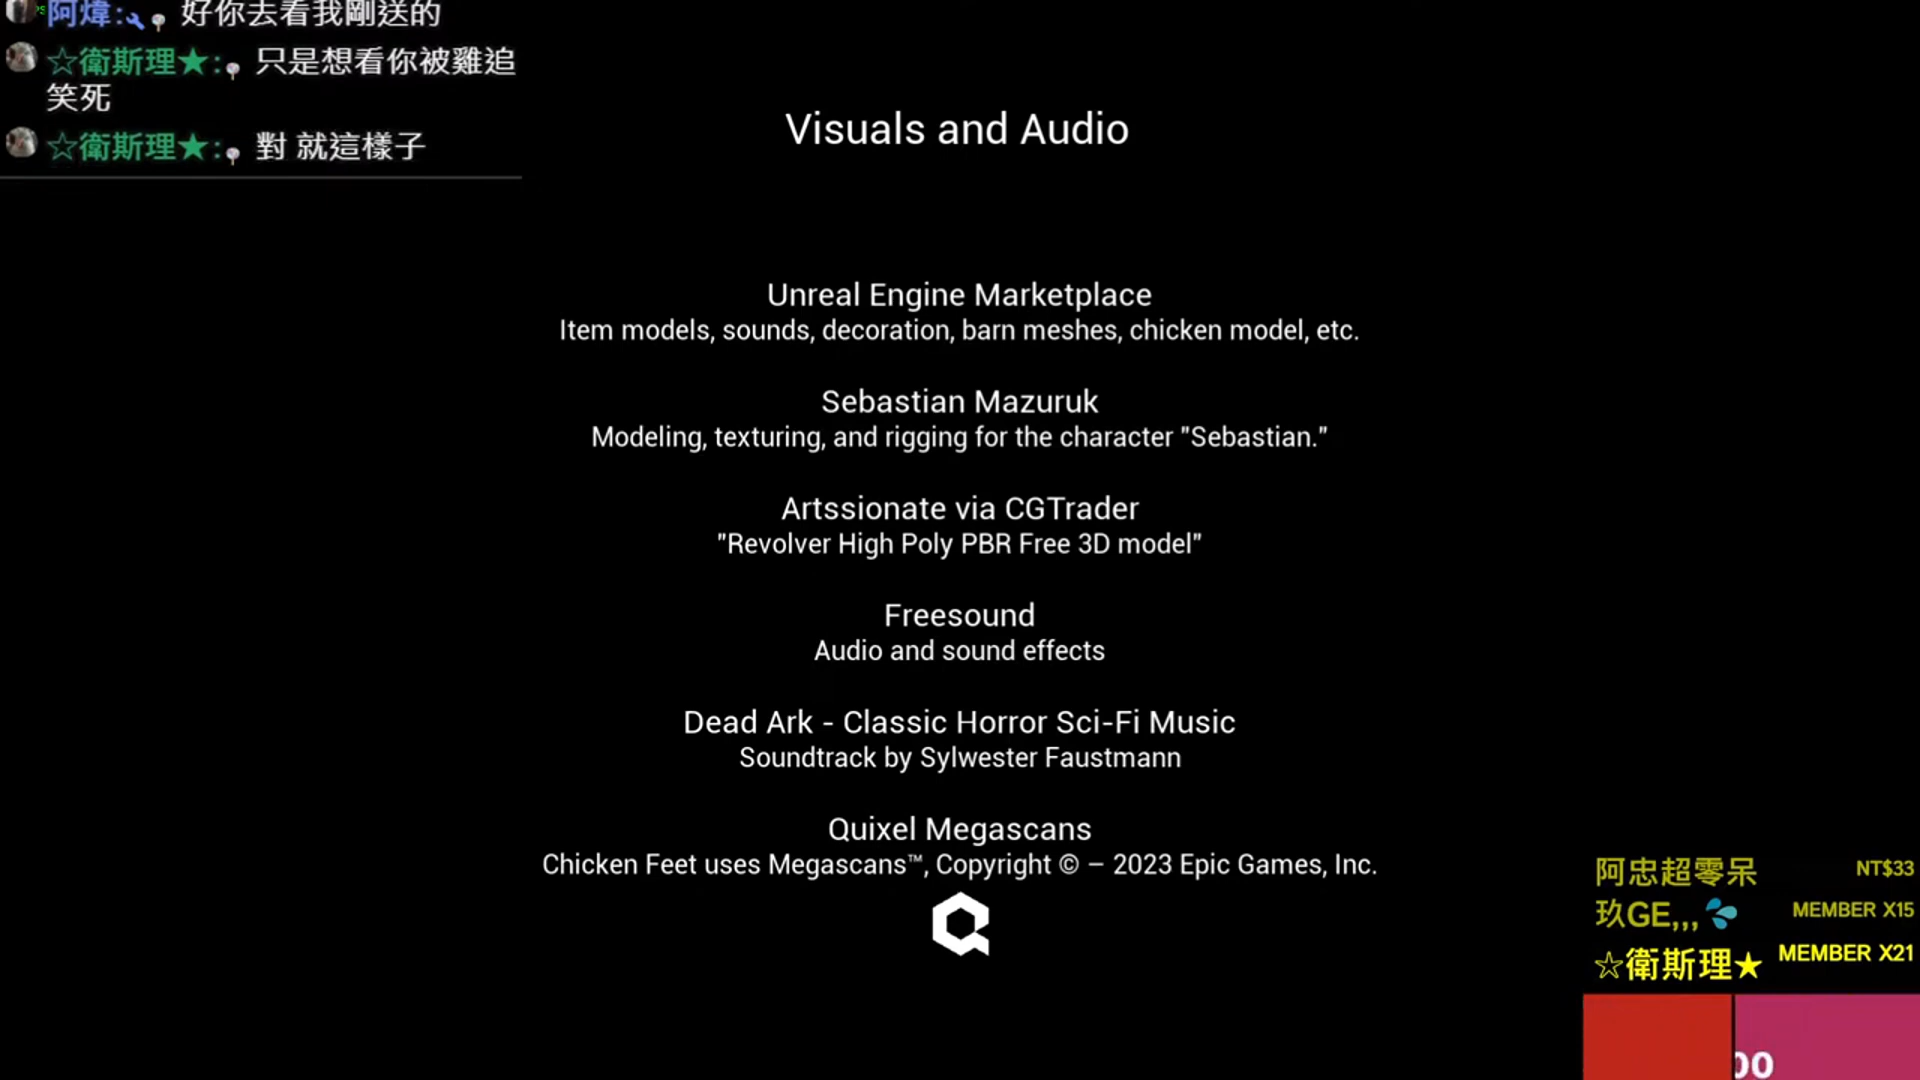 阿煒: 好你去看我剛送的
☆衛斯理★: 只是想看你被雞追
笑死
☆衛斯理★: 對 就這樣子
Visuals and Audio
Unreal Engine Marketplace
Item models, sounds, decoration, barn meshes, chicken model, etc.
Sebastian Mazuruk
Modeling, texturing, and rigging for the character "Sebastian."
Artssionate via CGTrader
"Revolver High Poly PBR Free 3D model"
Freesound
Audio and sound effects
Dead Ark - Classic Horror Sci-Fi Music
Soundtrack by Sylwester Faustmann
Quixel Megascans
Chicken Feet uses Megascans™, Copyright © – 2023 Epic Games, Inc.
阿忠超零呆 NT$33
玖GE,,,💦 MEMBER X15
☆衛斯理★ MEMBER X21
00